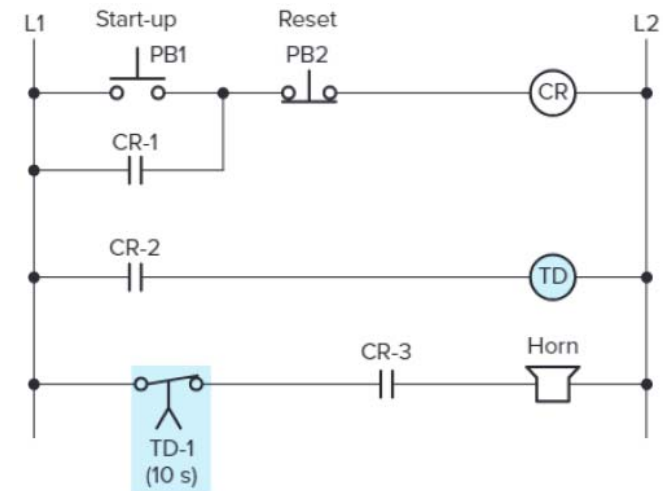 L1
Start-up
Reset
L2
PB1
PB2
CR
CR-1
CR-2
TD
CR-3
Horn
TD-1
(10 s)